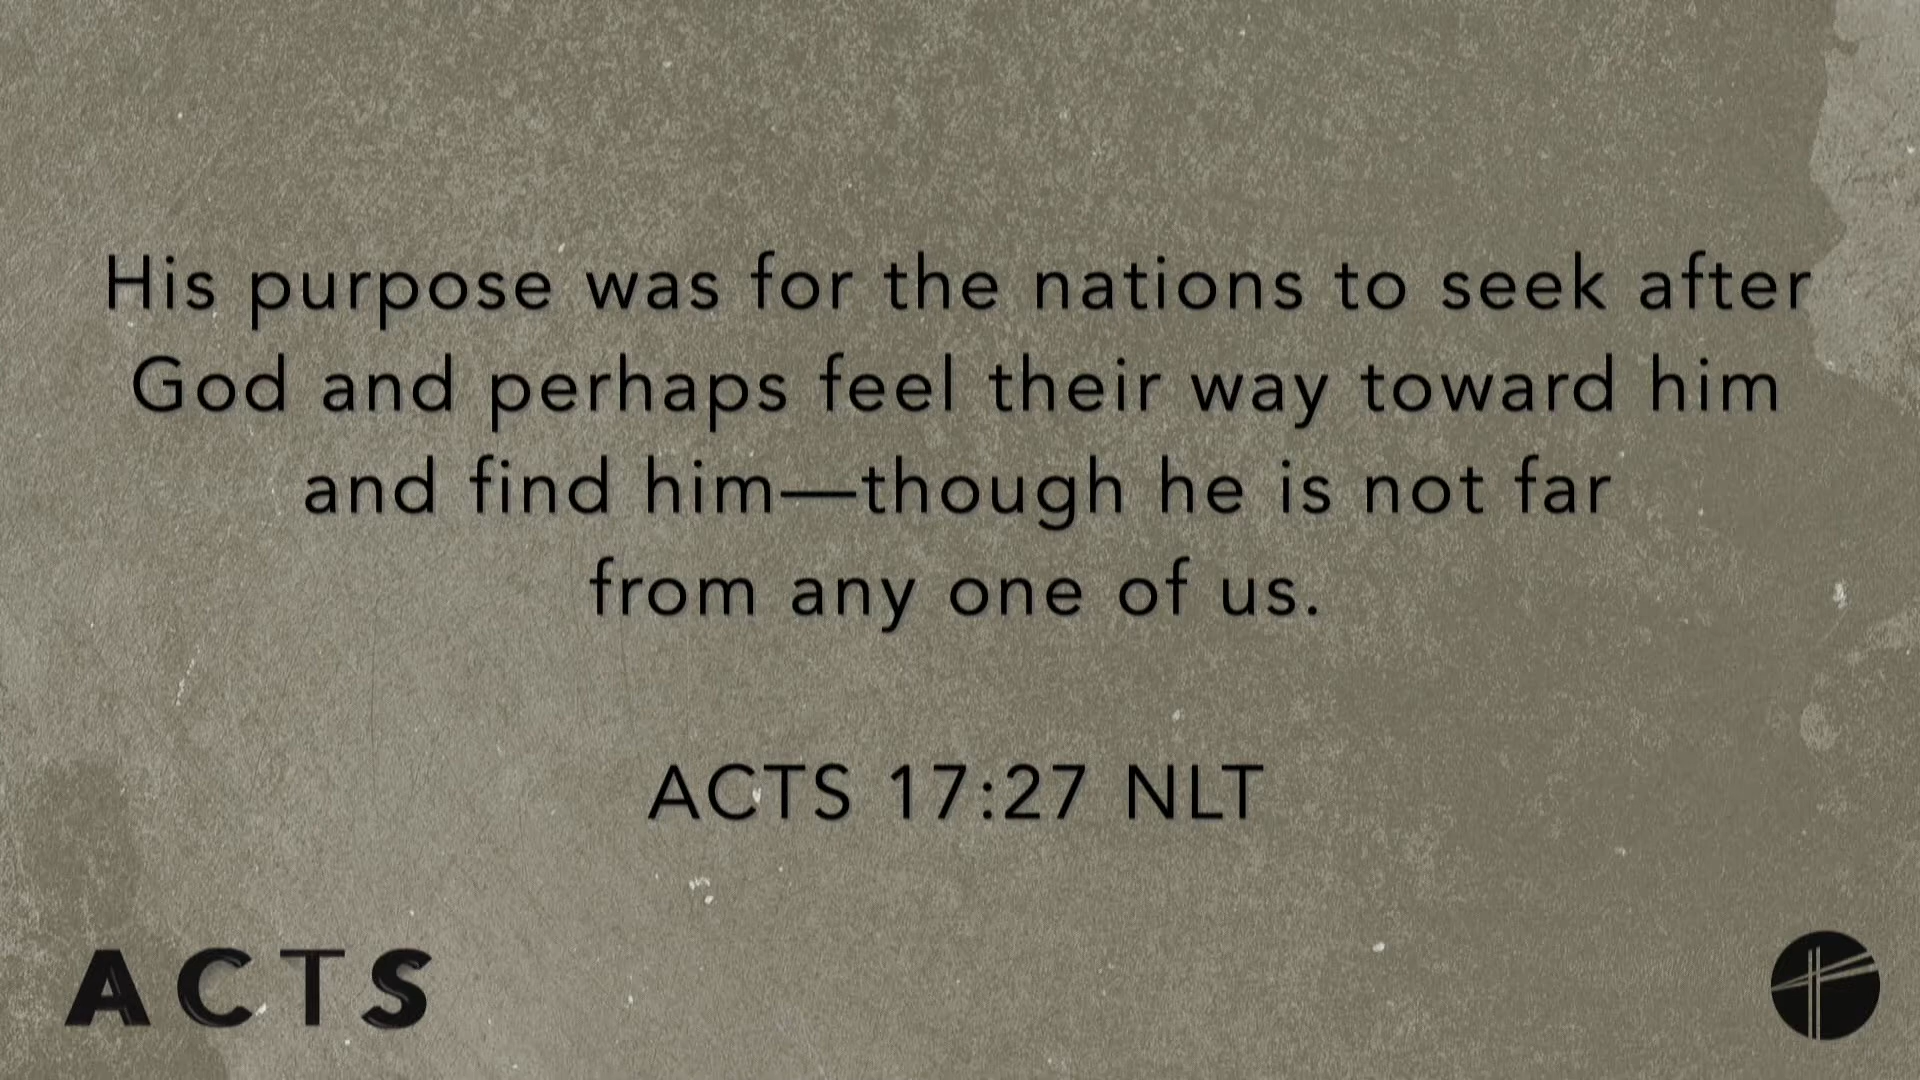 His purpose was for the nations to seek after
God and perhaps feel their way toward him
and find him—though he is not far
from any one of us.
ACTS 17:27 NLT
ACTS